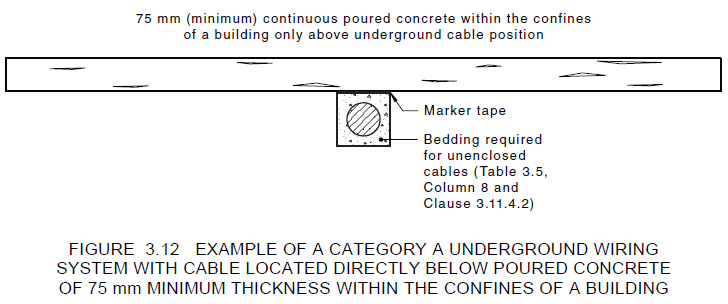 75 mm (minimum) continuous poured concrete within the confines
of a building only above underground cable position
Marker tape
Bedding required
for unenclosed
cables (Table 3.5,
Column 8 and
Clause 3.11.4.2)
FIGURE 3.12 EXAMPLE OF A CATEGORY A UNDERGROUND WIRING
SYSTEM WITH CABLE LOCATED DIRECTLY BELOW POURED CONCRETE
OF 75 mm MINIMUM THICKNESS WITHIN THE CONFINES OF A BUILDING